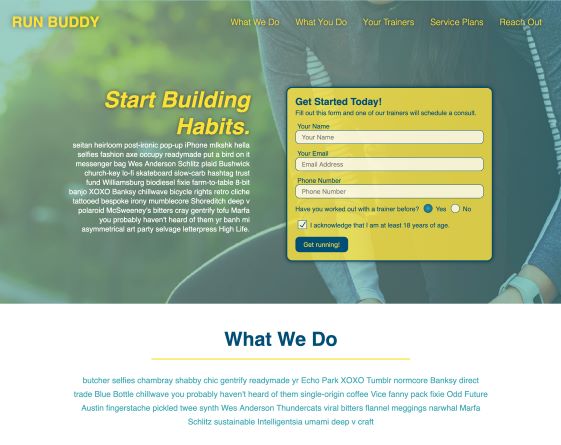 RUN BUDDY
What We Do
What You Do
Your Trainers
Service Plans
Reach Out
Start Building
Habits.
seitan heirloom post-ironic pop-up iPhone mlkshk hella
selfies fashion axe occupy readymade put a bird on it
messenger bag Wes Anderson Schlitz plaid Bushwick
church-key lo-fi skateboard slow-carb hashtag trust
fund Williamsburg biodiesel fixie farm-to-table 8-bit
banjo XOXO Banksy chillwave bicycle rights retro cliche
tattooed bespoke irony mumblecore Shoreditch deep v
polaroid McSweeney's bitters cray gentrify tofu Marfa
you probably haven't heard of them yr banh mi
asymmetrical art party selvage letterpress High Life.
Get Started Today!
Fill out this form and one of our trainers will schedule a consult.
Your Name
Your Name
Your Email
Email Address
Phone Number
Phone Number
Have you worked out with a trainer before? Yes No
I acknowledge that I am at least 18 years of age.
Get running!
What We Do
butcher selfies chambray shabby chic gentrify readymade yr Echo Park XOXO Tumblr normcore Banksy direct
trade Blue Bottle chillwave you probably haven't heard of them single-origin coffee Vice fanny pack fixie Odd Future
Austin fingerstache pickled twee synth Wes Anderson Thundercats viral bitters flannel meggings narwhal Marfa
Schlitz sustainable Intelligentsia umami deep v craft